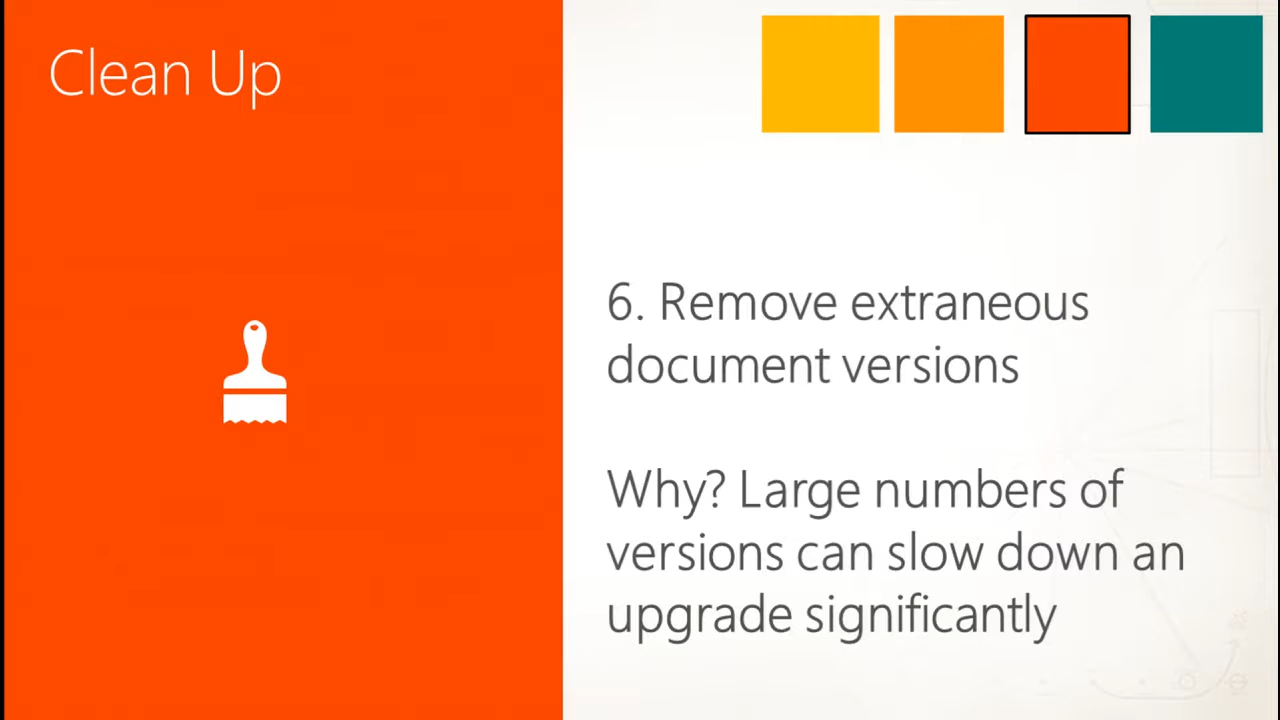 Clean Up
6. Remove extraneous
document versions
Why? Large numbers of
versions can slow down an
upgrade significantly